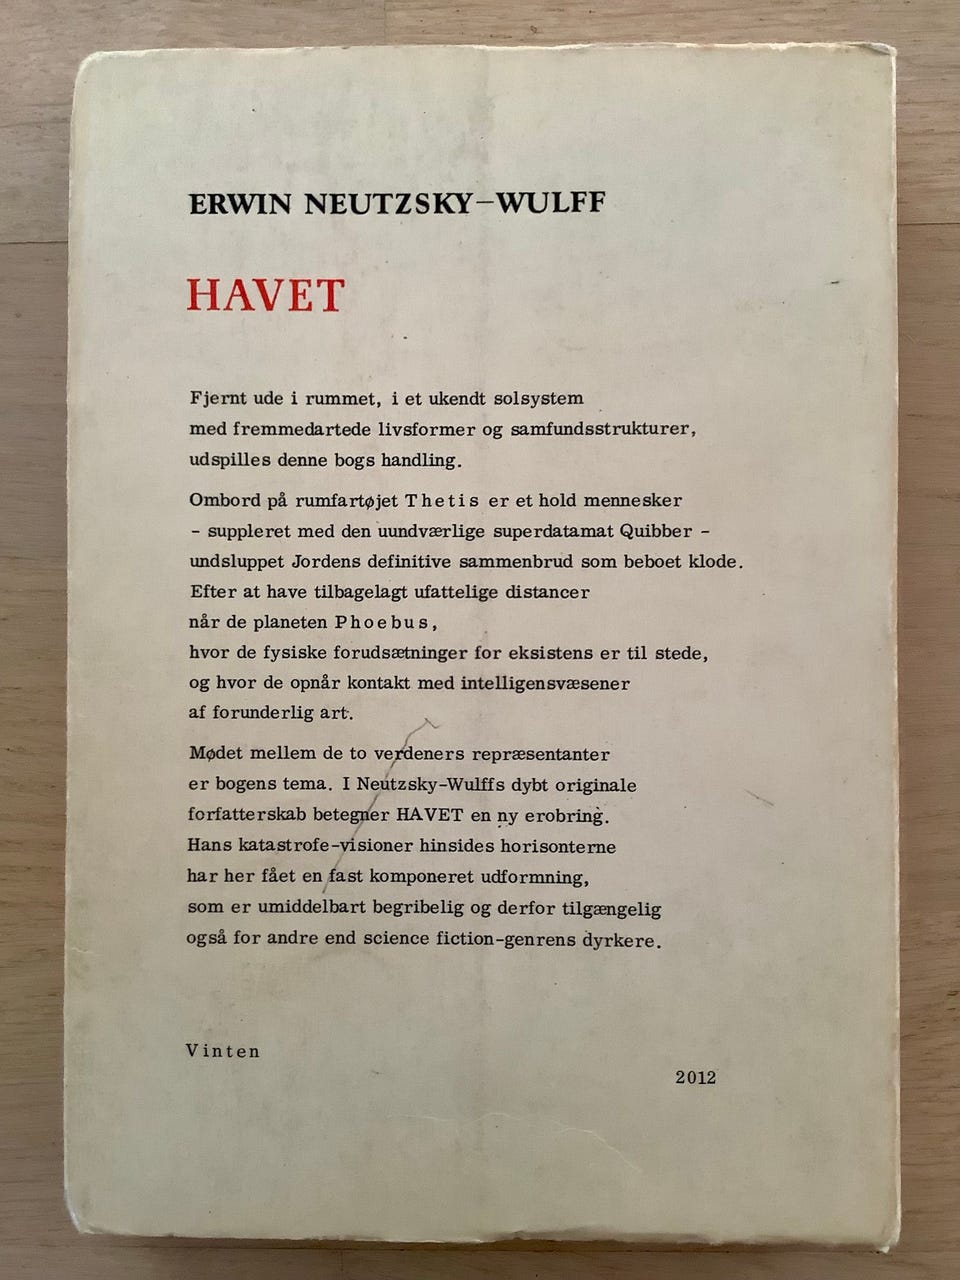 ERWIN NEUTZSKY-WULFF
HAVET
Fjernt ude i rummet, i et ukendt solsystem
med fremmedartede livsformer og samfundsstrukturer,
udspilles denne bogs handling.
Ombord på rumfartøjet Thetis er et hold mennesker
- suppleret med den uundværlige superdatamat Quibber -
undsluppet Jordens definitive sammenbrud som beboet klode.
Efter at have tilbagelagt ufattelige distancer
når de planeten Phoebus,
hvor de fysiske forudsætninger for eksistens er til stede,
og hvor de opnår kontakt med intelligensvæsener
af forunderlig art.
Mødet mellem de to verdeners repræsentanter
er bogens tema. I Neutzsky-Wulffs dybt originale
forfatterskab betegner HAVET en ny erobring.
Hans katastrofe-visioner hinsides horisonterne
har her fået en fast komponeret udformning,
som er umiddelbart begribelig og derfor tilgængelig
også for andre end science fiction-genrens dyrkere.
Vinten
2012